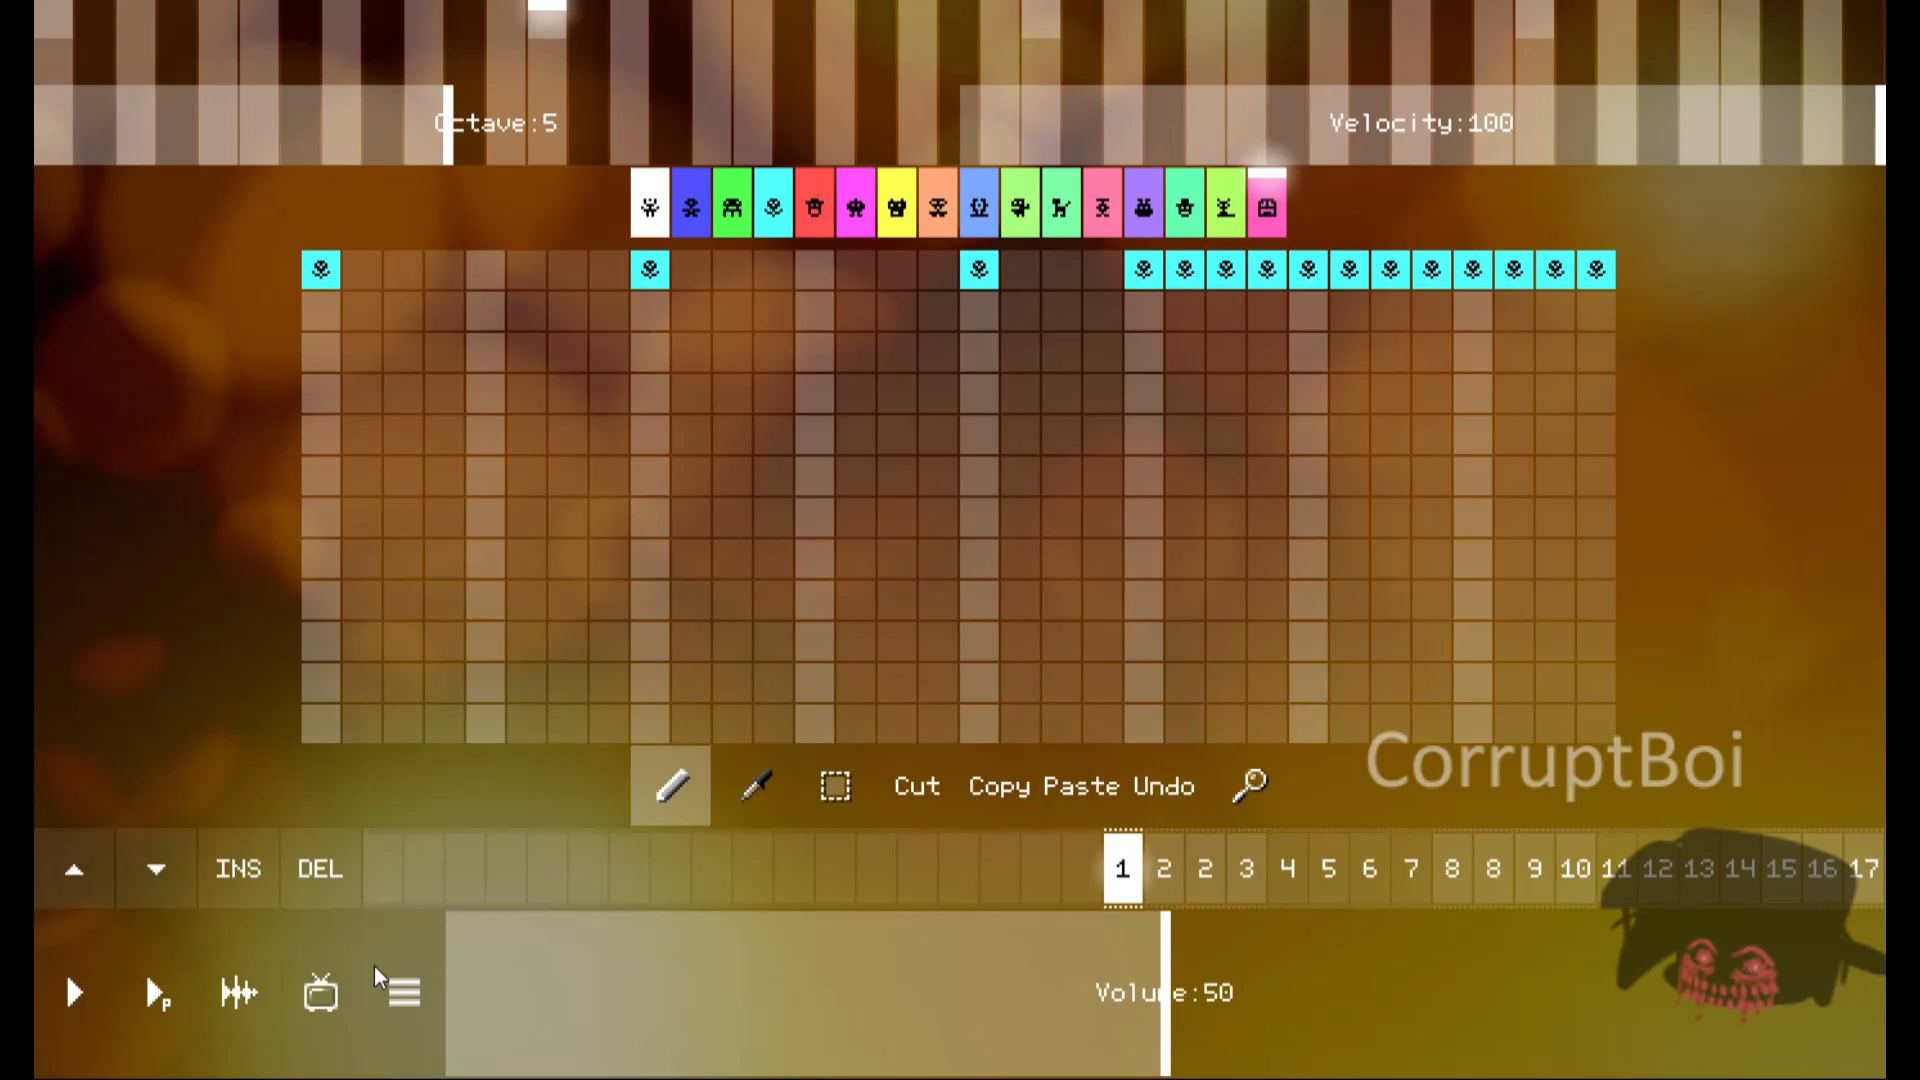 Octave:5
Velocity:100
Cut Copy Paste Undo
CorruptBoi
INS DEL 1 2 2 3 4 5 6 7 8 8 9 10 11 12 13 14 15 16 17
P
Volume:50